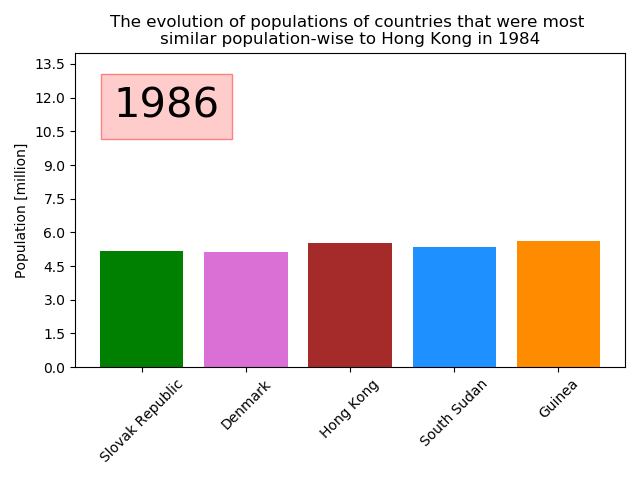 The evolution of populations of countries that were most
similar population-wise to Hong Kong in 1984
1986
Population [million]
13.5
12.0
10.5
9.0
7.5
6.0
4.5
3.0
1.5
0.0
Slovak Republic
Denmark
Hong Kong
South Sudan
Guinea